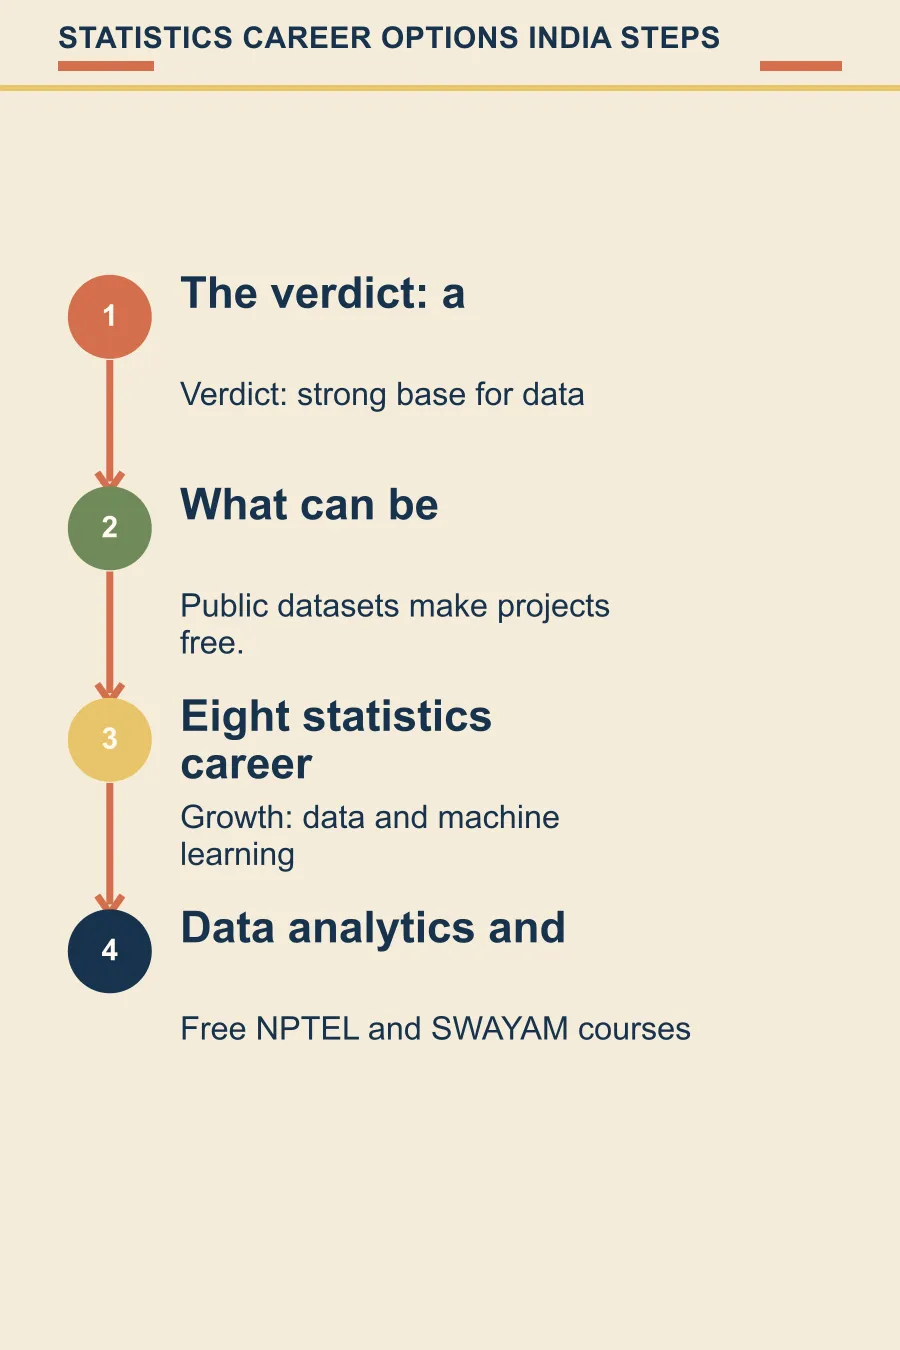 STATISTICS CAREER OPTIONS INDIA STEPS
1
The verdict: a
Verdict: strong base for data
2
What can be
Public datasets make projects
free.
3
Eight statistics
career
Growth: data and machine
learning
4
Data analytics and
Free NPTEL and SWAYAM courses